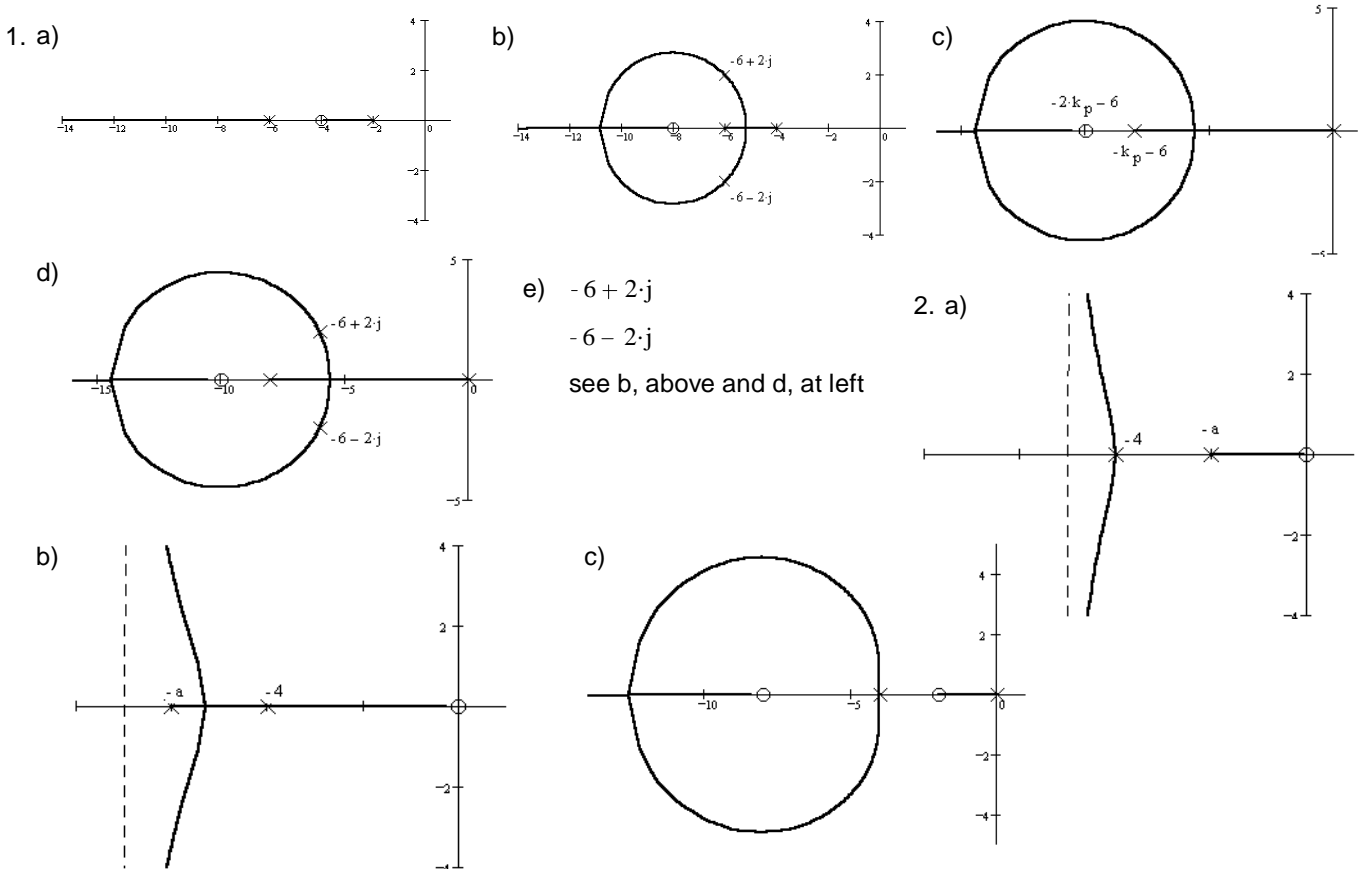 1. a)
4
2
-14 -12 -10 -8 -6 -4 -2 0
-2
-4
b)
4
-6 + 2·j
2
-14 -12 -10 -8 -6 -4 -2 0
-2
-6 - 2·j
-4
c)
5
-2·kp - 6
-kp - 6
-5
d)
5
-6 + 2·j
-15 -10 -5 0
-6 - 2·j
-5
e) -6 + 2·j
-6 - 2·j
see b, above and d, at left
2. a)
4
2
-4
-a
-2
-4
b)
4
2
-a
-4
-2
-4
c)
4
2
-10 -5 0
-2
-4